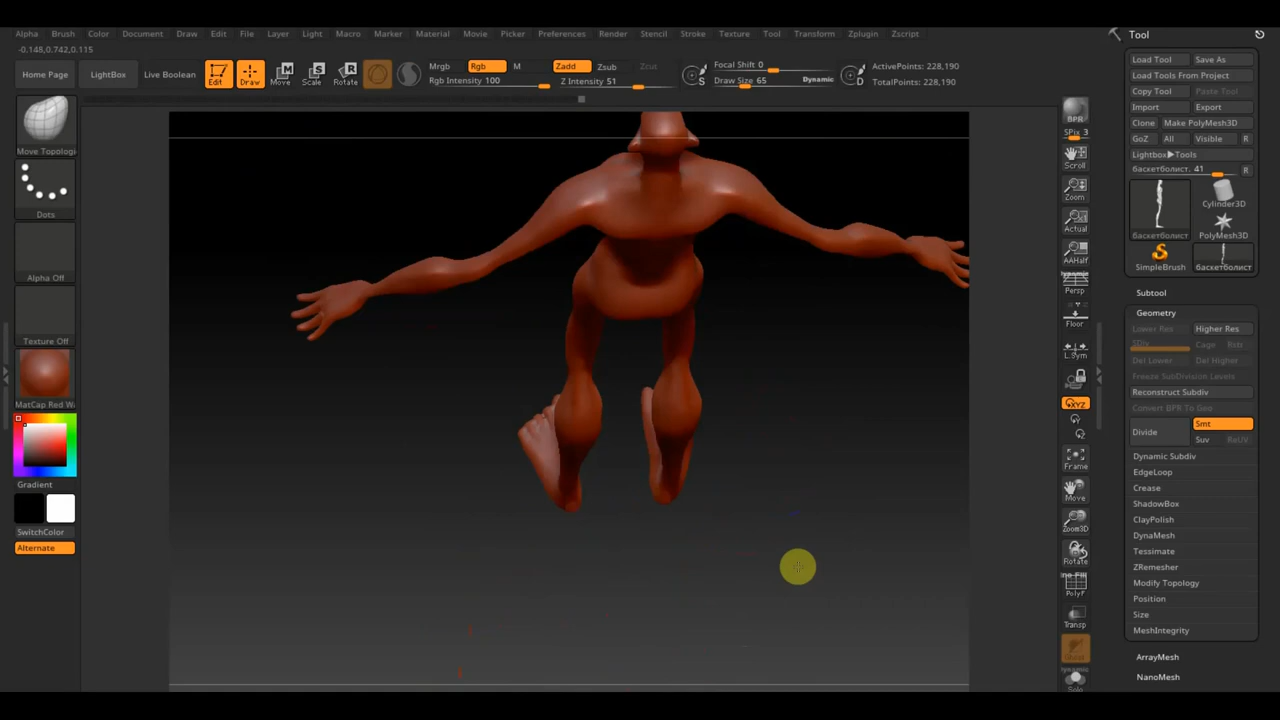 Alpha Brush Color Document Draw Edit File Layer Light Macro Marker Material Movie Picker Preferences Render Stencil Stroke Texture Tool Transform Zplugin Zscript
Tool
-0.148,0.742,0.115
Home Page LightBox Live Boolean
Edit Draw Move Scale Rotate
Mrgb Rgb M
Rgb Intensity 100
Zadd Zsub Zcut
Z Intensity 51
S
Focal Shift 0
Draw Size 65 Dynamic
D
ActivePoints: 228,190
TotalPoints: 228,190
Move Topologi
Dots
Alpha Off
Texture Off
MatCap Red W
Gradient
SwitchColor
Alternate
BPR
SPix 3
Scroll
Zoom
Actual
AAHalf
Dynamic
Persp
Floor
L.Sym
XYZ
Frame
Move
Zoom3D
Rotate
PolyF
Transp
Dynamic
Solo
Load Tool Save As
Load Tools From Project
Copy Tool Paste Tool
Import Export
Clone Make PolyMesh3D
GoZ All Visible R
Lightbox▶Tools
баскетболист. 41 R
баскетболист Cylinder3D
PolyMesh3D
SimpleBrush баскетболист
Subtool
Geometry
Lower Res Higher Res
SDiv Cage Rstr
Del Lower Del Higher
Freeze SubDivision Levels
Reconstruct Subdiv
Convert BPR To Geo
Divide Smt
Suv ReUV
Dynamic Subdiv
EdgeLoop
Crease
ShadowBox
ClayPolish
DynaMesh
Tessimate
ZRemesher
Modify Topology
Position
Size
MeshIntegrity
ArrayMesh
NanoMesh